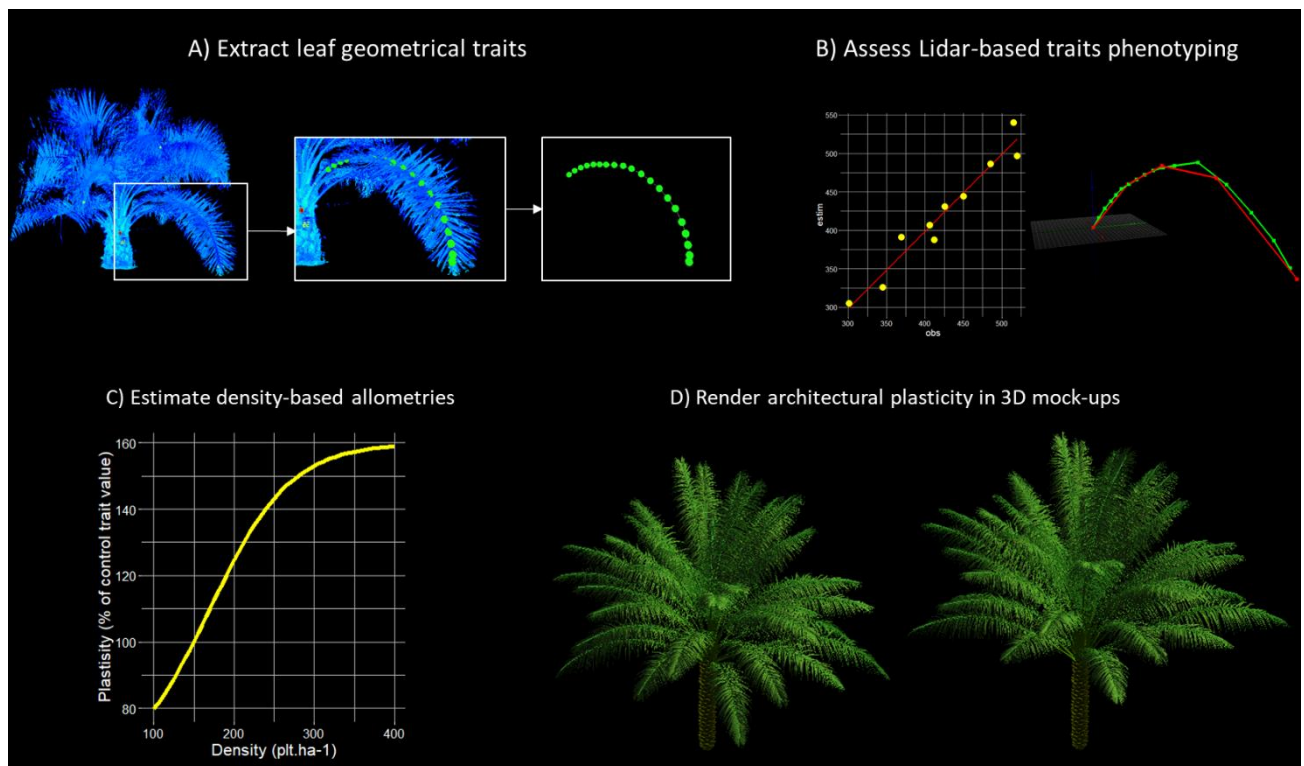 A) Extract leaf geometrical traits
B) Assess Lidar-based traits phenotyping
550
500
450
400
350
300
estim
300
350
400
450
500
obs
C) Estimate density-based allometries
160
140
120
100
80
Plastisity (% of control trait value)
100
200
300
400
Density (plt.ha-1)
D) Render architectural plasticity in 3D mock-ups